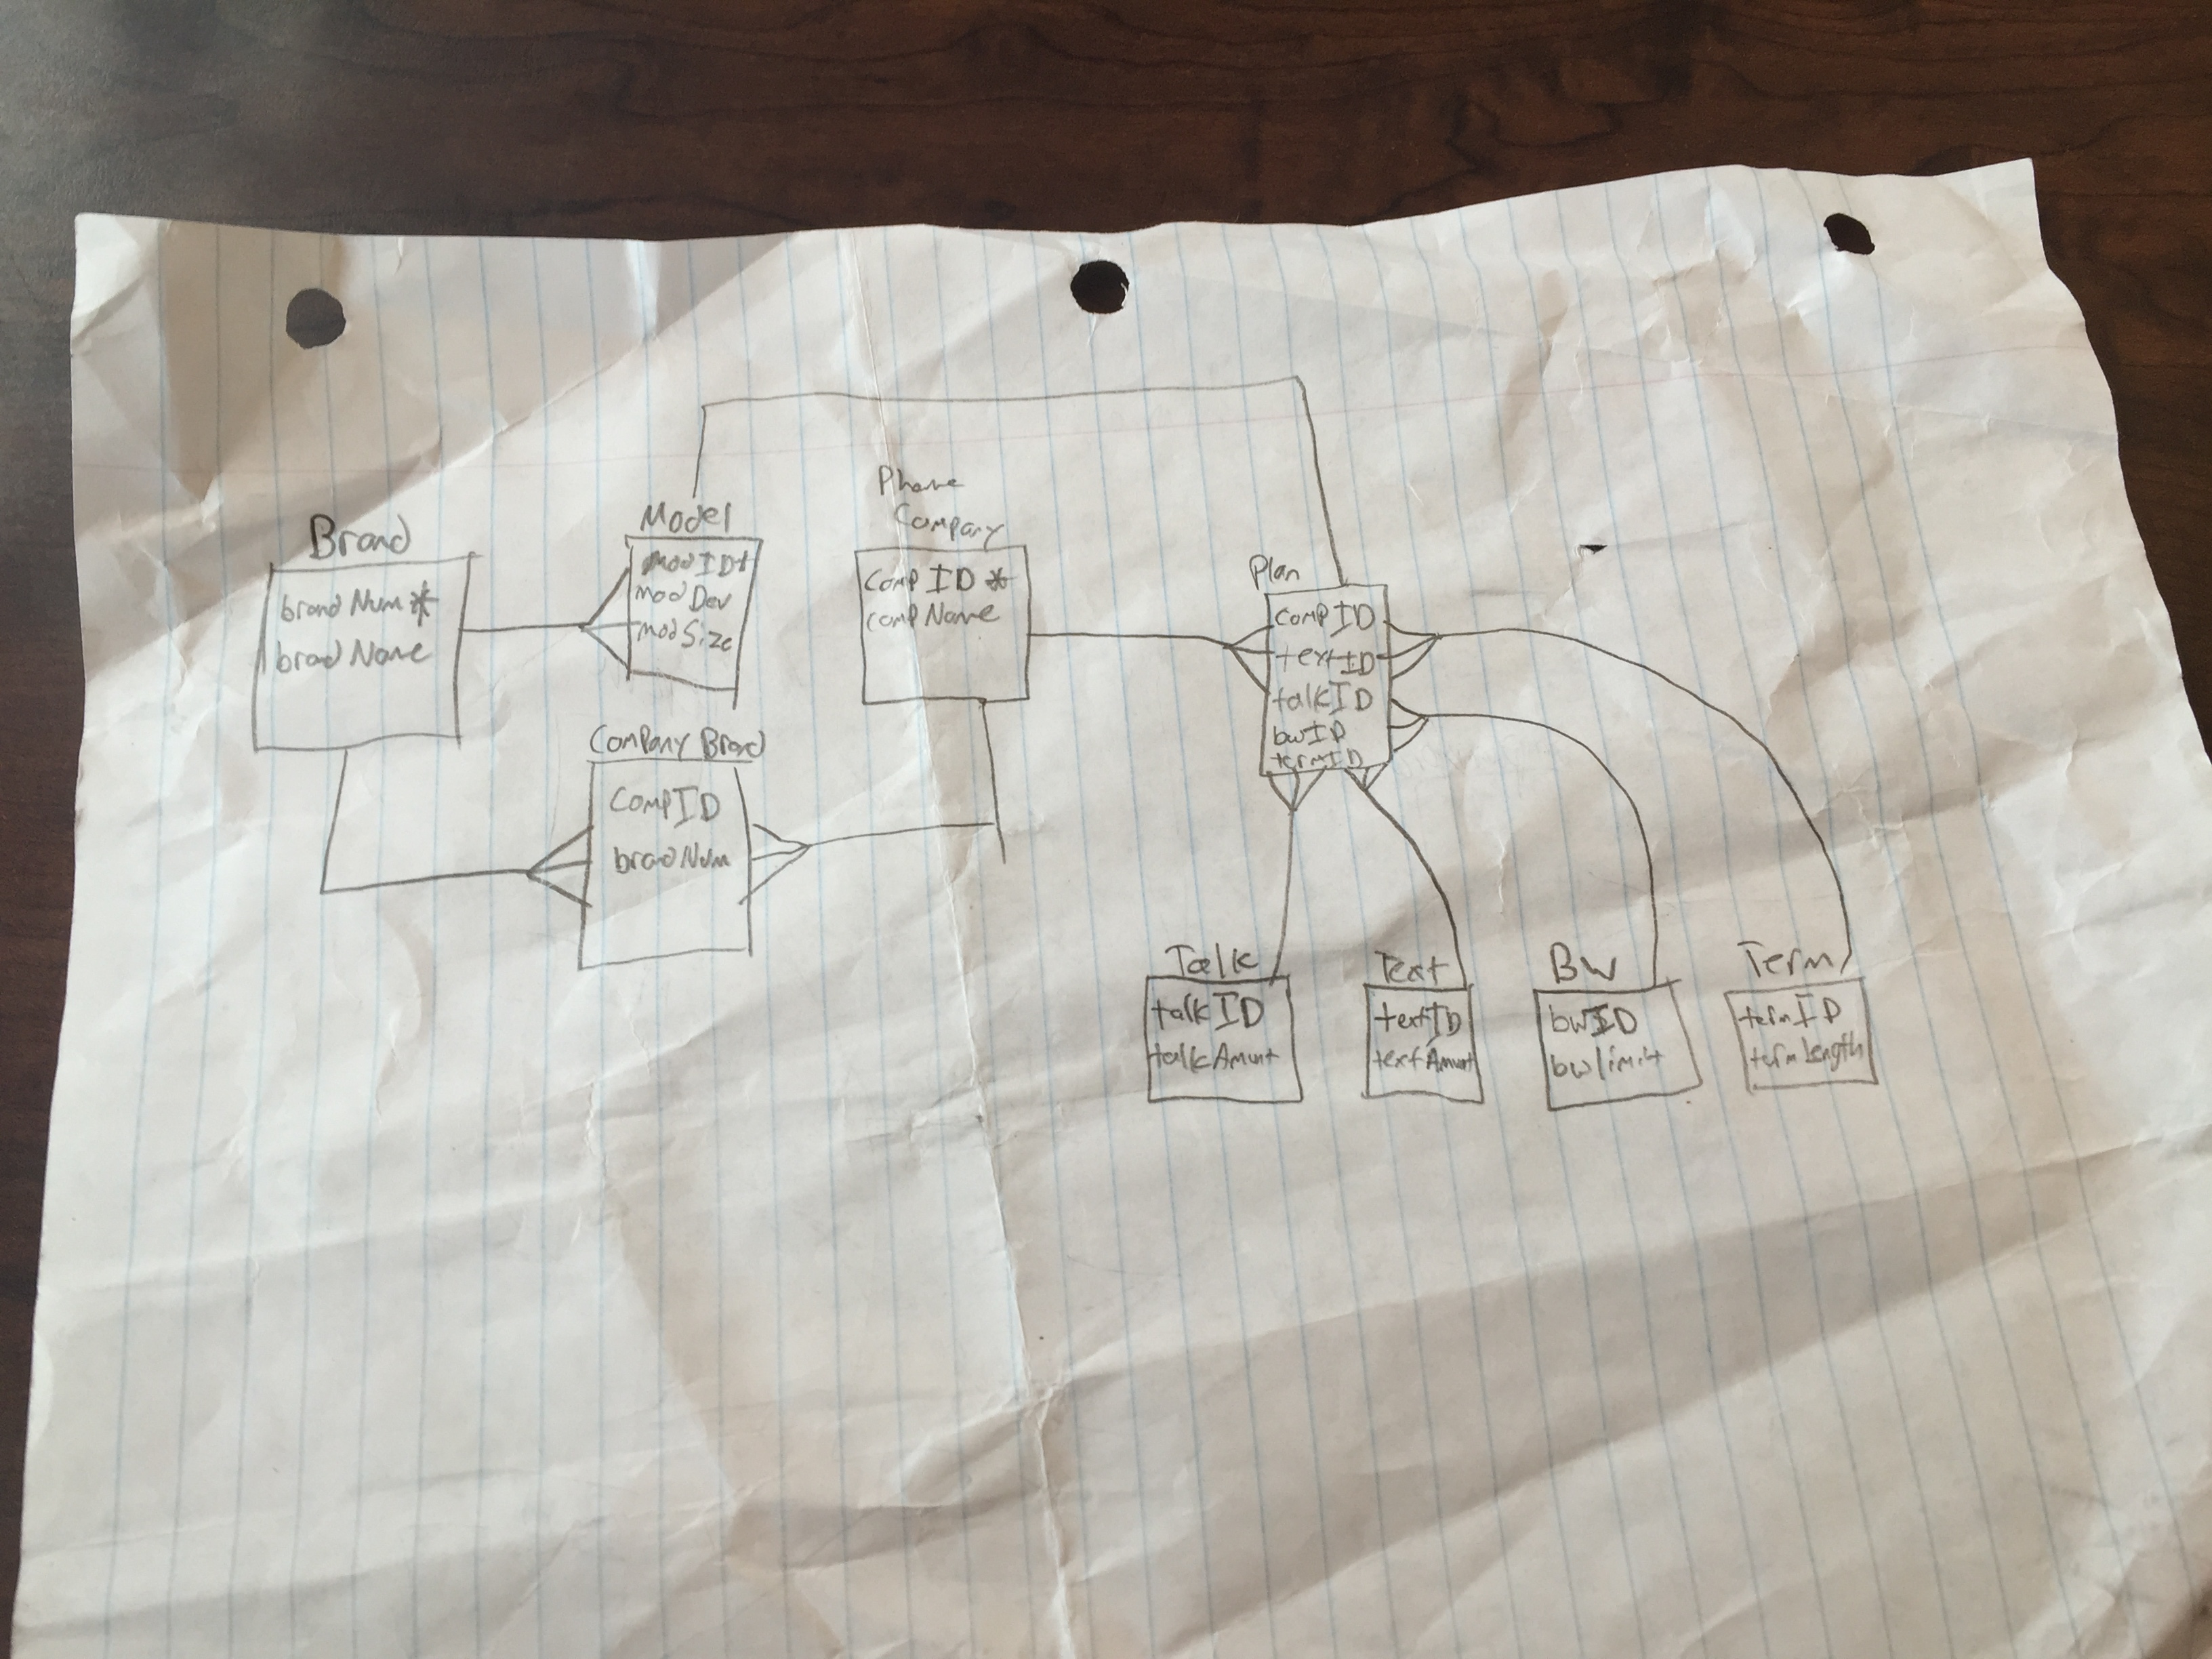 Brand
brand Num *
brand Name
Model
mod ID *
mod Dev
mod Size
Phone
Company
Comp ID *
comp Name
Company Brand
Comp ID
brand Num
Plan
comp ID
text ID
talk ID
bw ID
term ID
Talk
talk ID
talk Amunt
Text
text ID
text Amunt
BW
bw ID
bw limit
Term
term ID
term Length